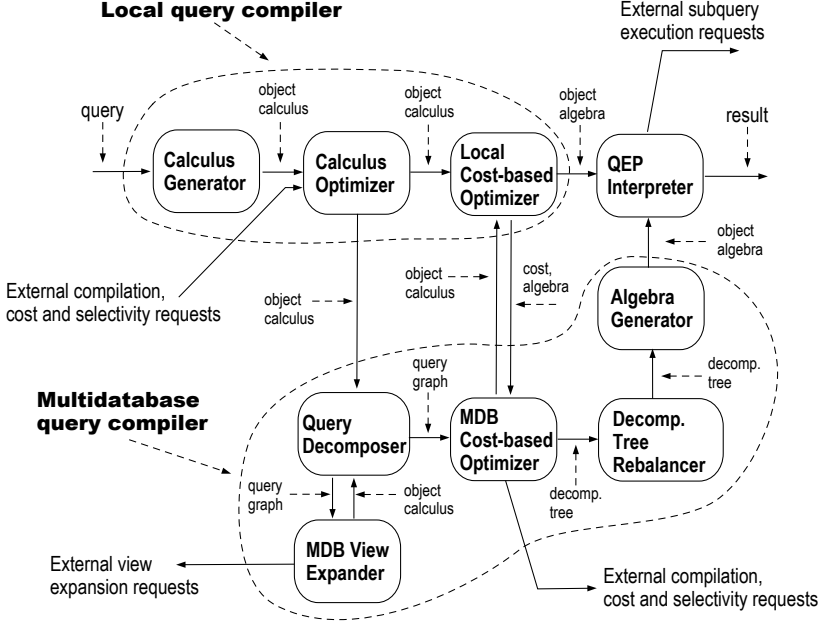 Local query compiler
External subquery
execution requests
query
object
calculus
object
calculus
object
algebra
result
Calculus
Generator
Calculus
Optimizer
Local
Cost-based
Optimizer
QEP
Interpreter
object
algebra
External compilation,
cost and selectivity requests
object
calculus
object
calculus
cost,
algebra
Algebra
Generator
query
graph
decomp.
tree
Multidatabase
query compiler
Query
Decomposer
MDB
Cost-based
Optimizer
Decomp.
Tree
Rebalancer
query
graph
object
calculus
decomp.
tree
MDB View
Expander
External view
expansion requests
External compilation,
cost and selectivity requests